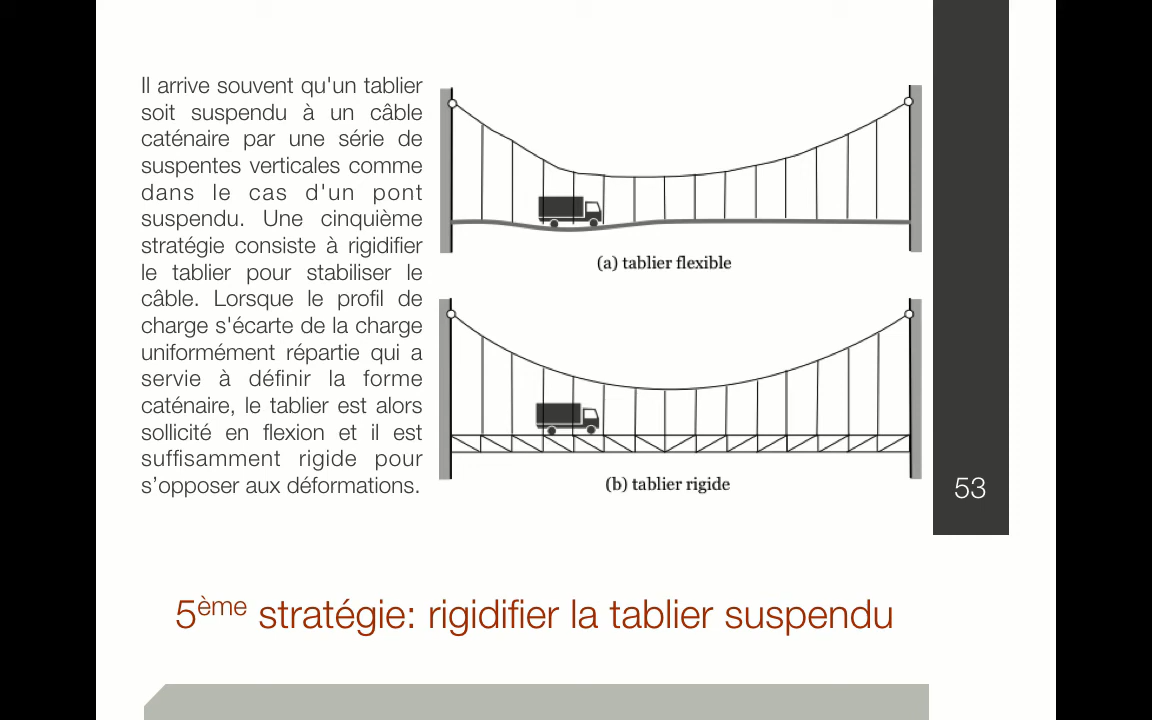 Il arrive souvent qu'un tablier
soit suspendu à un câble
caténaire par une série de
suspentes verticales comme
dans le cas d'un pont
suspendu. Une cinquième
stratégie consiste à rigidifier
le tablier pour stabiliser le
câble. Lorsque le profil de
charge s'écarte de la charge
uniformément répartie qui a
servie à définir la forme
caténaire, le tablier est alors
sollicité en flexion et il est
suffisamment rigide pour
s’opposer aux déformations.
(a) tablier flexible
(b) tablier rigide
53
5ème stratégie: rigidifier la tablier suspendu